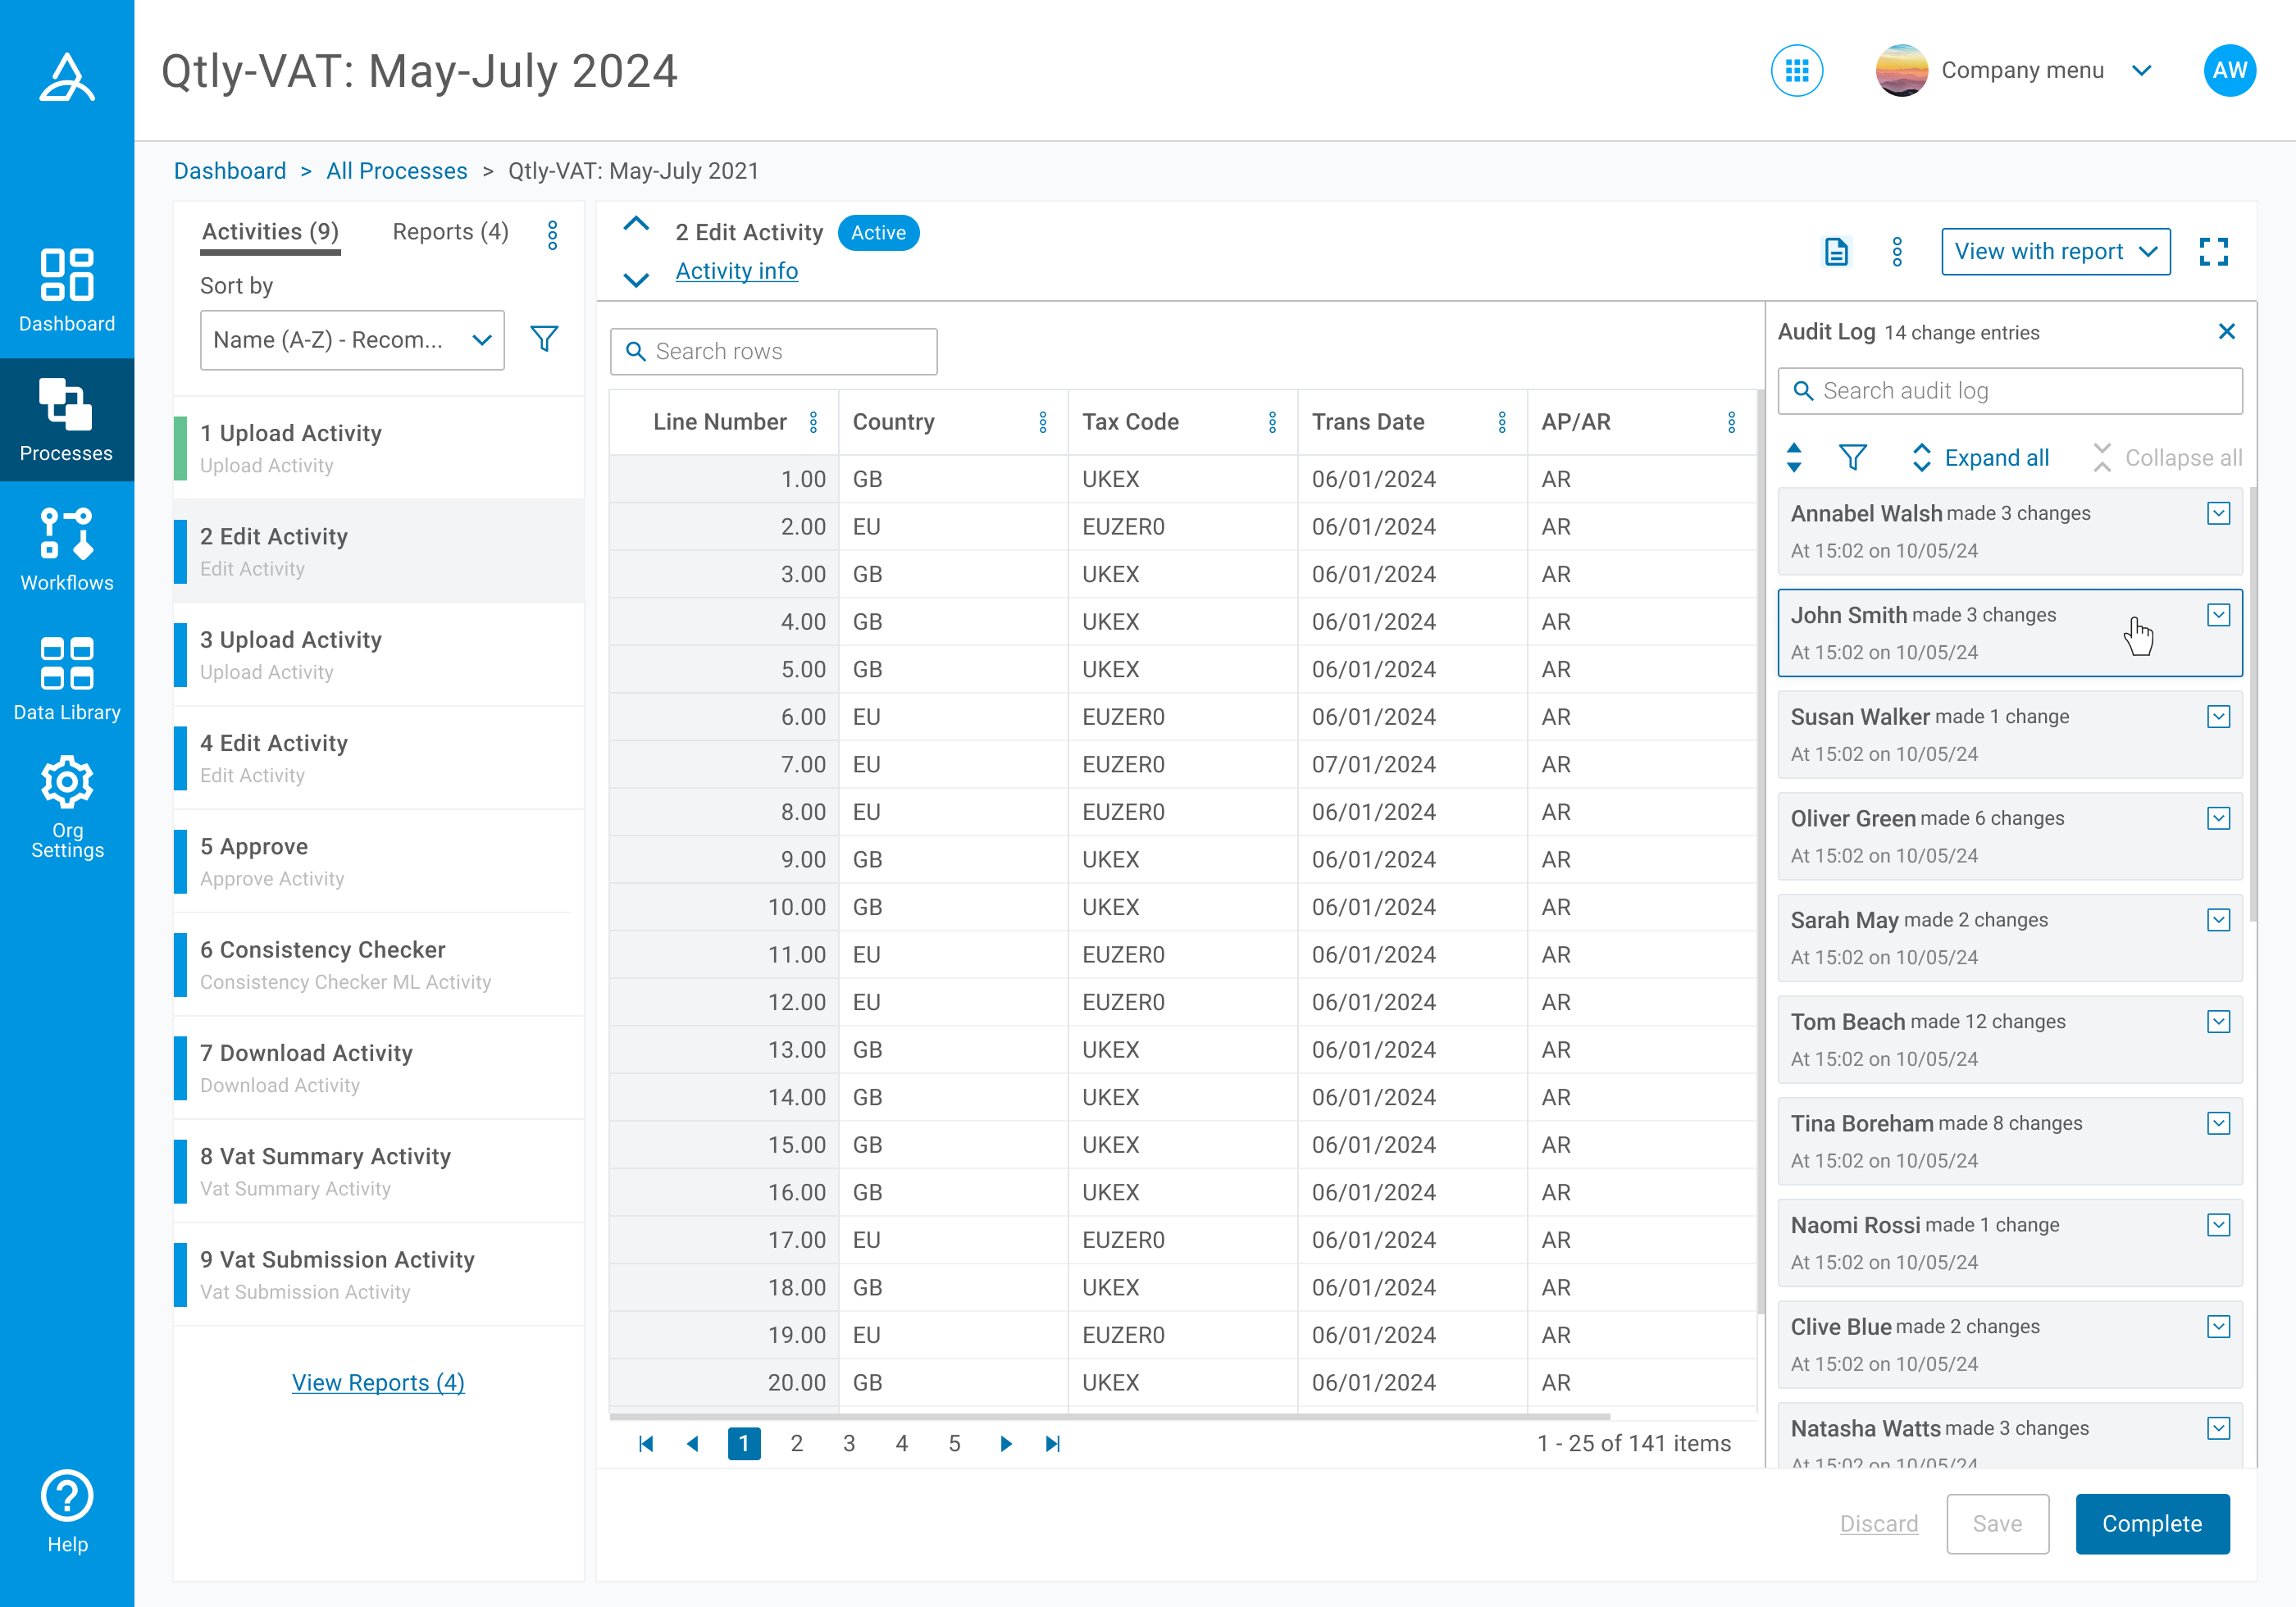 Qtly-VAT: May-July 2024
Company menu
AW
Dashboard > All Processes > Qtly-VAT: May-July 2021
Dashboard
Processes
Workflows
Data Library
Org
Settings
Help
Activities (9)
Reports (4)
Sort by
Name (A-Z) - Recom...
1 Upload Activity
Upload Activity
2 Edit Activity
Edit Activity
3 Upload Activity
Upload Activity
4 Edit Activity
Edit Activity
5 Approve
Approve Activity
6 Consistency Checker
Consistency Checker ML Activity
7 Download Activity
Download Activity
8 Vat Summary Activity
Vat Summary Activity
9 Vat Submission Activity
Vat Submission Activity
View Reports (4)
2 Edit Activity Active
Activity info
View with report
Search rows
Line Number Country Tax Code Trans Date AP/AR
1.00 GB UKEX 06/01/2024 AR
2.00 EU EUZER0 06/01/2024 AR
3.00 GB UKEX 06/01/2024 AR
4.00 GB UKEX 06/01/2024 AR
5.00 GB UKEX 06/01/2024 AR
6.00 EU EUZER0 06/01/2024 AR
7.00 EU EUZER0 07/01/2024 AR
8.00 EU EUZER0 06/01/2024 AR
9.00 GB UKEX 06/01/2024 AR
10.00 GB UKEX 06/01/2024 AR
11.00 EU EUZER0 06/01/2024 AR
12.00 EU EUZER0 06/01/2024 AR
13.00 GB UKEX 06/01/2024 AR
14.00 GB UKEX 06/01/2024 AR
15.00 GB UKEX 06/01/2024 AR
16.00 GB UKEX 06/01/2024 AR
17.00 EU EUZER0 06/01/2024 AR
18.00 GB UKEX 06/01/2024 AR
19.00 EU EUZER0 06/01/2024 AR
20.00 GB UKEX 06/01/2024 AR
1 2 3 4 5
1 - 25 of 141 items
Audit Log 14 change entries
Search audit log
Expand all
Collapse all
Annabel Walsh made 3 changes
At 15:02 on 10/05/24
John Smith made 3 changes
At 15:02 on 10/05/24
Susan Walker made 1 change
At 15:02 on 10/05/24
Oliver Green made 6 changes
At 15:02 on 10/05/24
Sarah May made 2 changes
At 15:02 on 10/05/24
Tom Beach made 12 changes
At 15:02 on 10/05/24
Tina Boreham made 8 changes
At 15:02 on 10/05/24
Naomi Rossi made 1 change
At 15:02 on 10/05/24
Clive Blue made 2 changes
At 15:02 on 10/05/24
Natasha Watts made 3 changes
At 15:02 on 10/05/24
Discard
Save
Complete